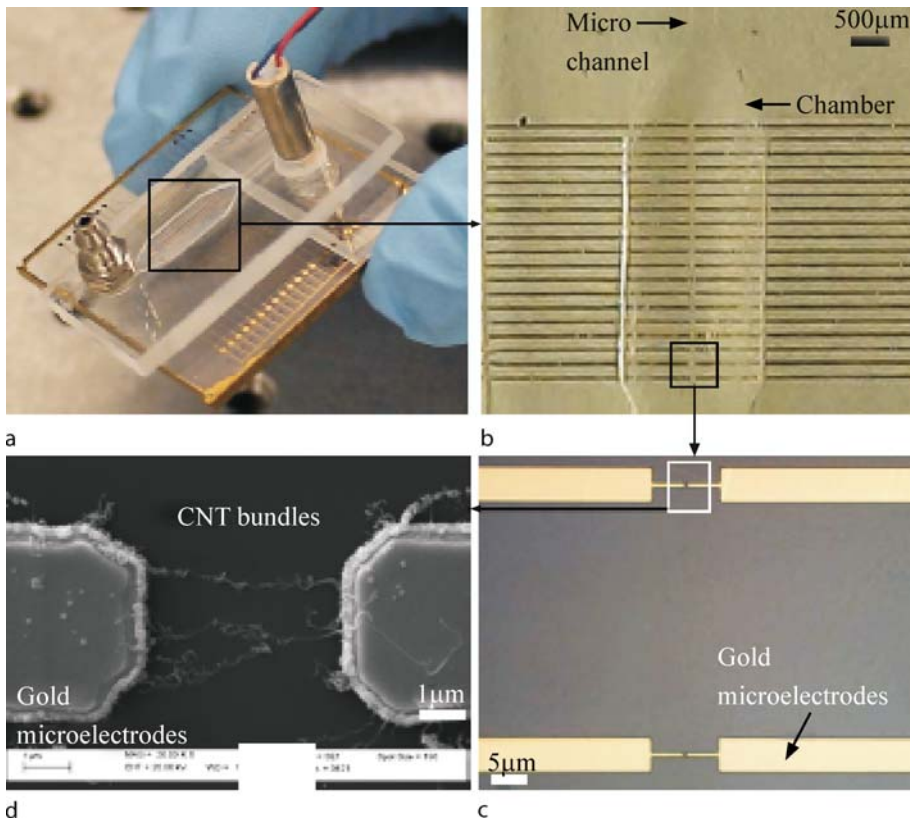 Micro
channel
500μm
Chamber
a
b
CNT bundles
Gold
microelectrodes
1μm
d
Gold
microelectrodes
5μm
c